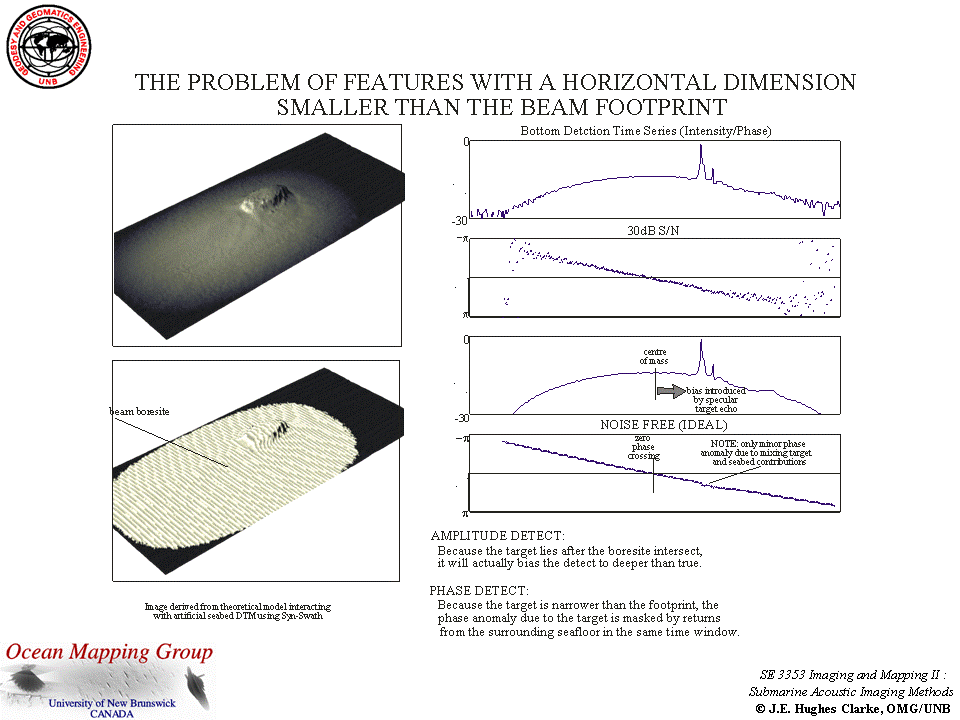 GEODESY AND GEOMATICS ENGINEERING
UNB
THE PROBLEM OF FEATURES WITH A HORIZONTAL DIMENSION
SMALLER THAN THE BEAM FOOTPRINT
Bottom Detction Time Series (Intensity/Phase)
0
-30
30dB S/N
-π
π
0
centre
of mass
bias introduced
by specular
target echo
-30
NOISE FREE (IDEAL)
-π
zero
phase
crossing
NOTE: only minor phase
anomaly due to mixing target
and seabed contributions
π
beam boresite
Image derived from theoretical model interacting
with artificial seabed DTM using Syn-Swath
AMPLITUDE DETECT:
Because the target lies after the boresite intersect,
it will actually bias the detect to deeper than true.
PHASE DETECT:
Because the target is narrower than the footprint, the
phase anomaly due to the target is masked by returns
from the surrounding seafloor in the same time window.
Ocean Mapping Group
University of New Brunswick
CANADA
SE 3353 Imaging and Mapping II :
Submarine Acoustic Imaging Methods
© J.E. Hughes Clarke, OMG/UNB